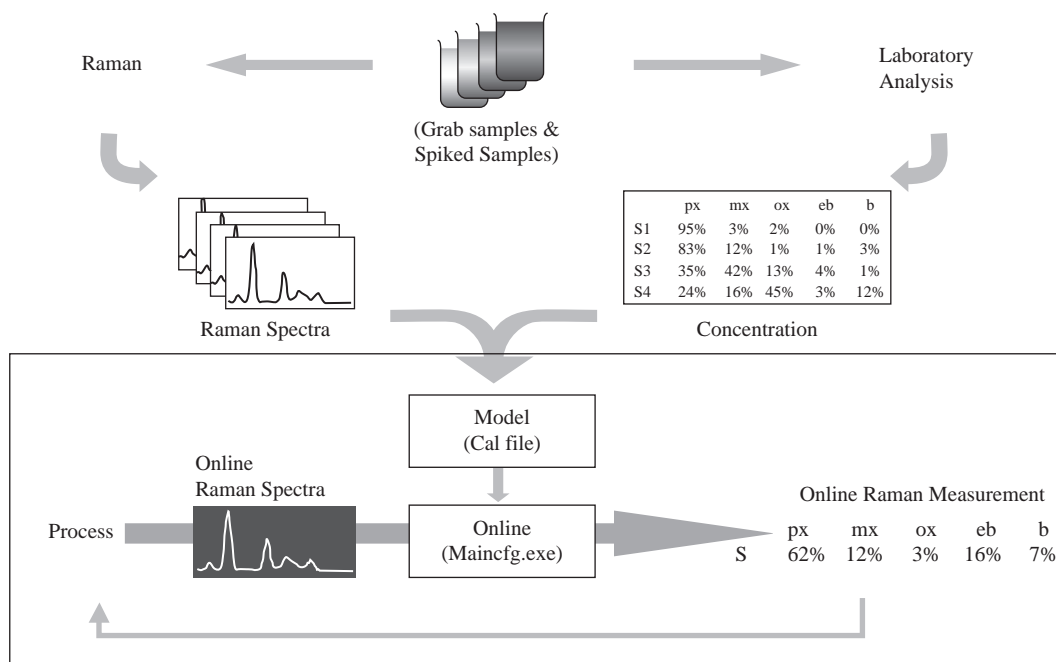 Raman
(Grab samples &
Spiked Samples)
Laboratory
Analysis
Raman Spectra
px mx ox eb b
S1 95% 3% 2% 0% 0%
S2 83% 12% 1% 1% 3%
S3 35% 42% 13% 4% 1%
S4 24% 16% 45% 3% 12%
Concentration
Model
(Cal file)
Online
Raman Spectra
Process
Online
(Maincfg.exe)
Online Raman Measurement
px mx ox eb b
S 62% 12% 3% 16% 7%